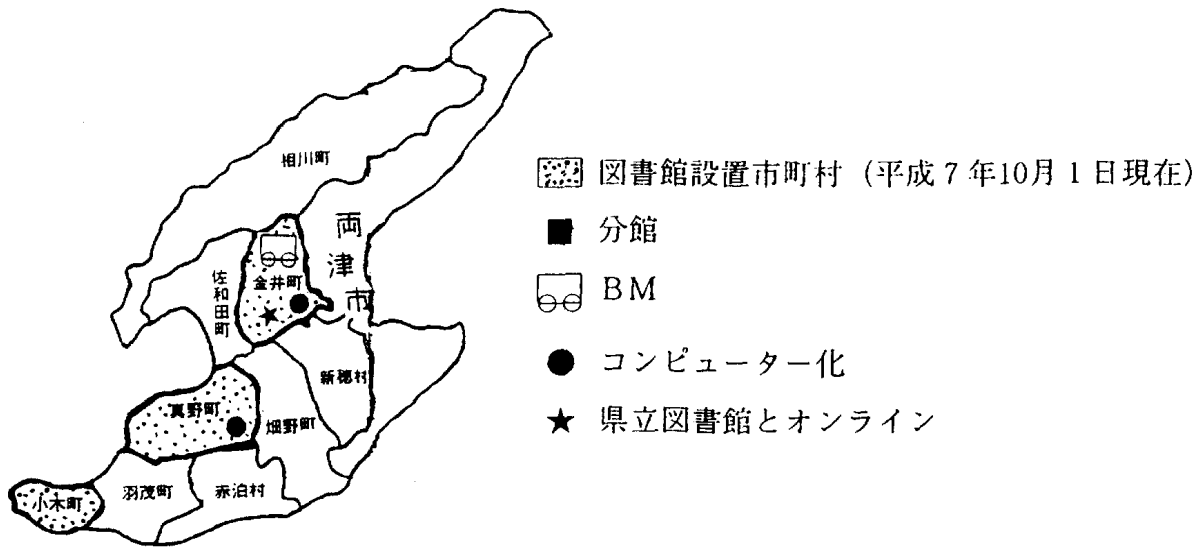 相川町
両津市
佐和田町
金井町
新穂村
真野町
畑野町
小木町
羽茂町
赤泊村
図書館設置市町村（平成7年10月1日現在）
分館
BM
コンピューター化
県立図書館とオンライン